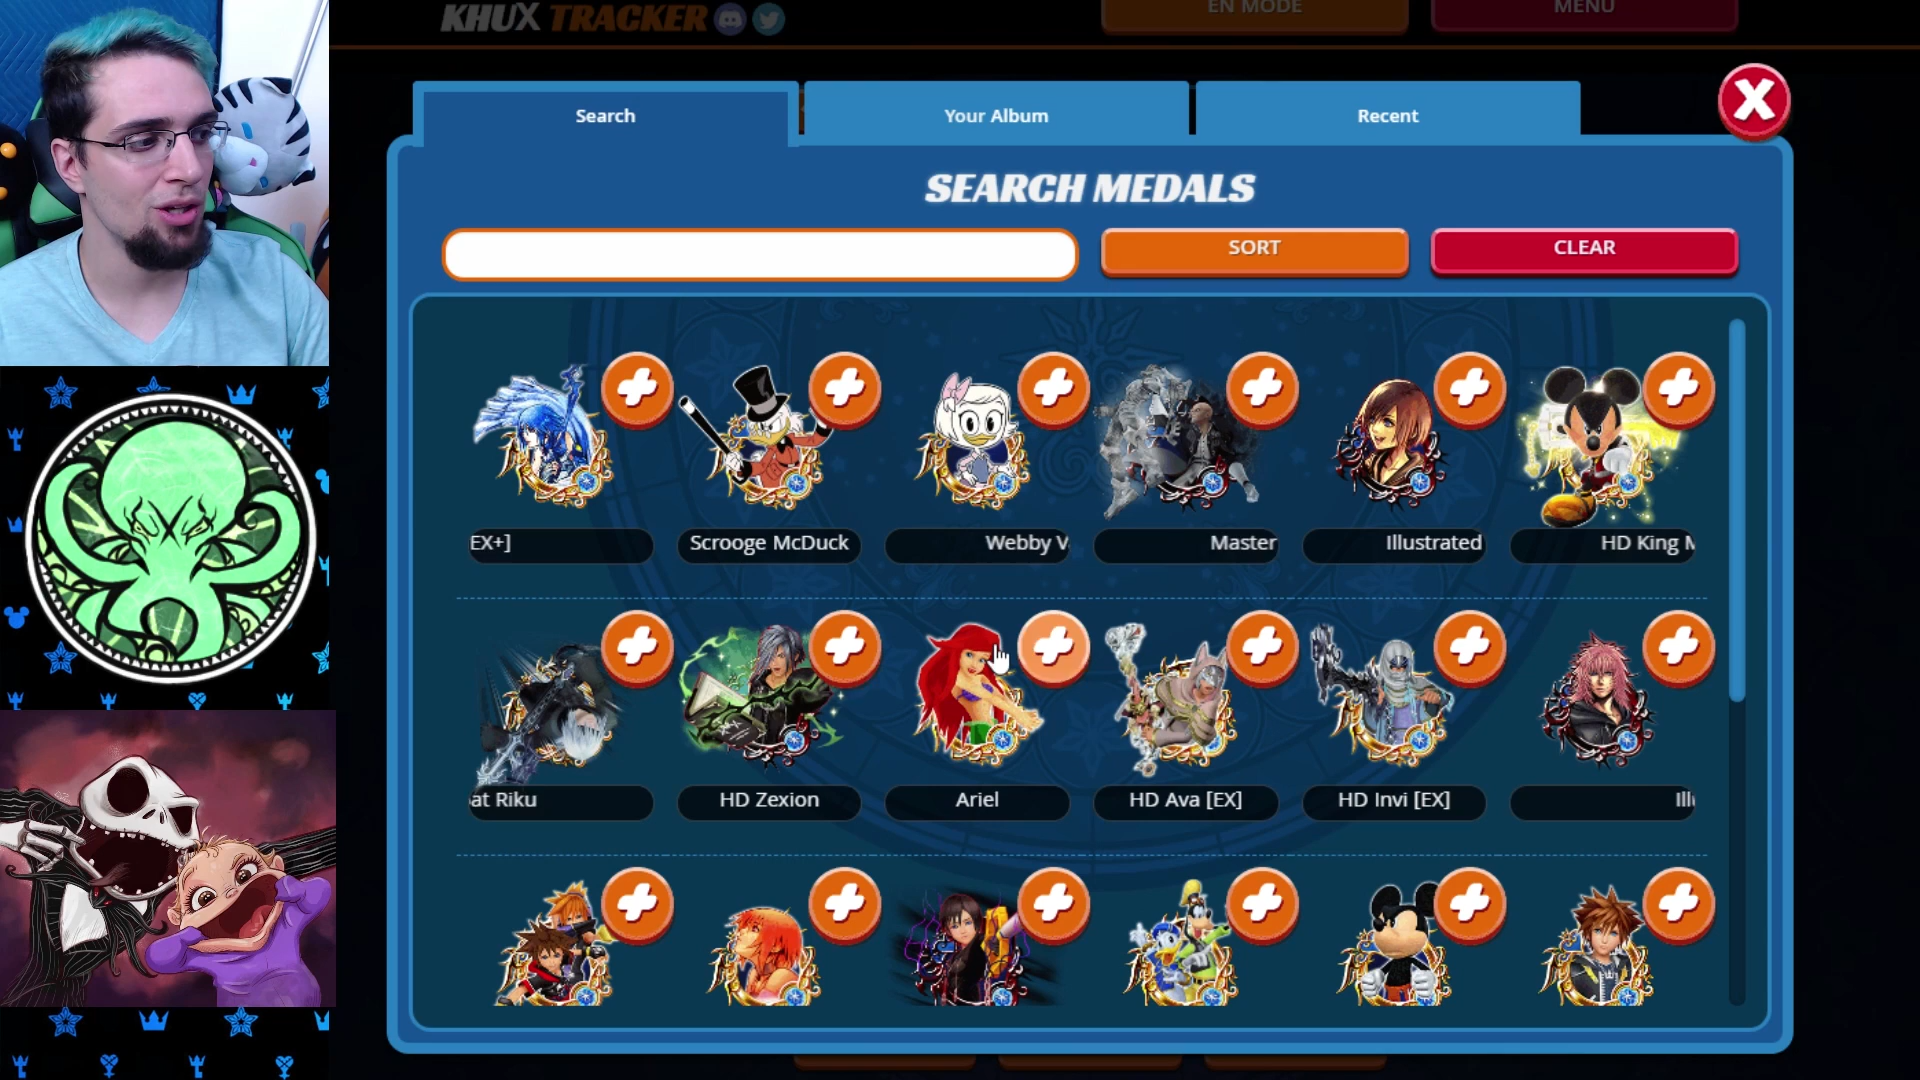 KHUX TRACKER
EN MODE
MENU
Search
Your Album
Recent
SEARCH MEDALS
SORT
CLEAR
EX+]
Scrooge McDuck
Webby V
Master
Illustrated
HD King M
at Riku
HD Zexion
Ariel
HD Ava [EX]
HD Invi [EX]
Ill